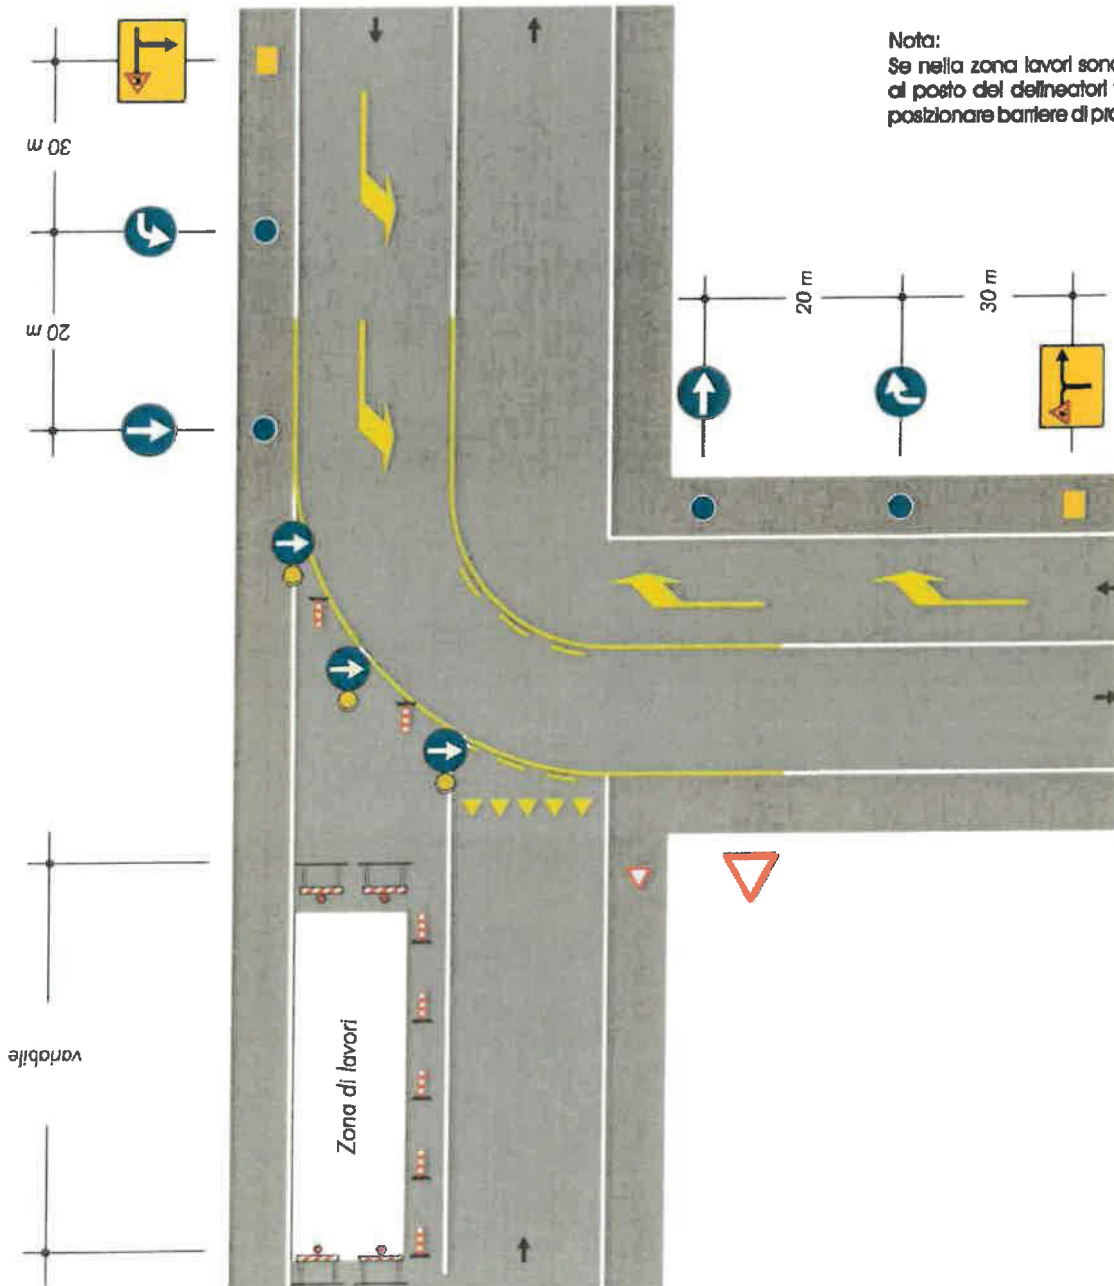 Nota:
Se nella zona lavori sono
al posto dei delineatori
posizionare barriere di
30 m
20 m
20 m
30 m
variabile
Zona di lavori